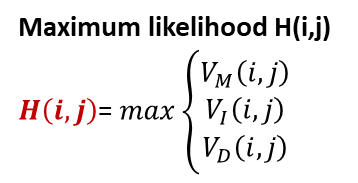 Maximum likelihood H(i,j)
V_M(i,j)
H(i,j)= max { V_I(i,j)
V_D(i,j)